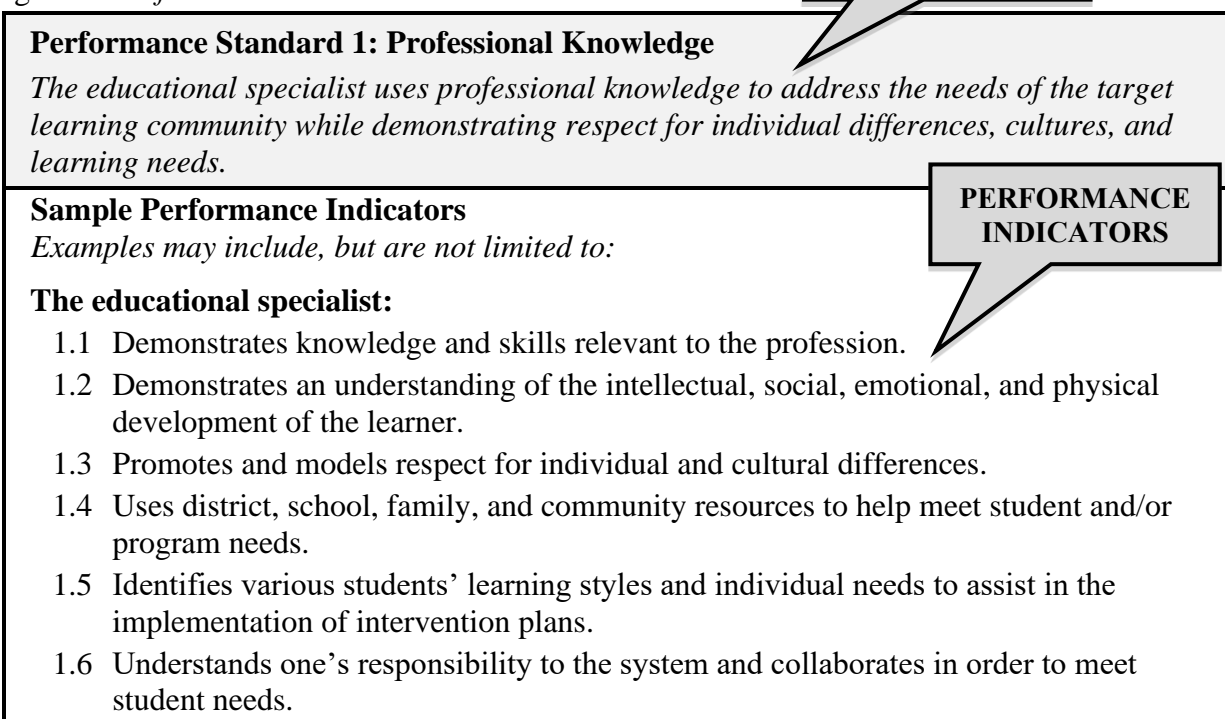 Performance Standard 1: Professional Knowledge
The educational specialist uses professional knowledge to address the needs of the target
learning community while demonstrating respect for individual differences, cultures, and
learning needs.
PERFORMANCE
INDICATORS
Sample Performance Indicators
Examples may include, but are not limited to:
The educational specialist:
1.1 Demonstrates knowledge and skills relevant to the profession.
1.2 Demonstrates an understanding of the intellectual, social, emotional, and physical
development of the learner.
1.3 Promotes and models respect for individual and cultural differences.
1.4 Uses district, school, family, and community resources to help meet student and/or
program needs.
1.5 Identifies various students’ learning styles and individual needs to assist in the
implementation of intervention plans.
1.6 Understands one’s responsibility to the system and collaborates in order to meet
student needs.